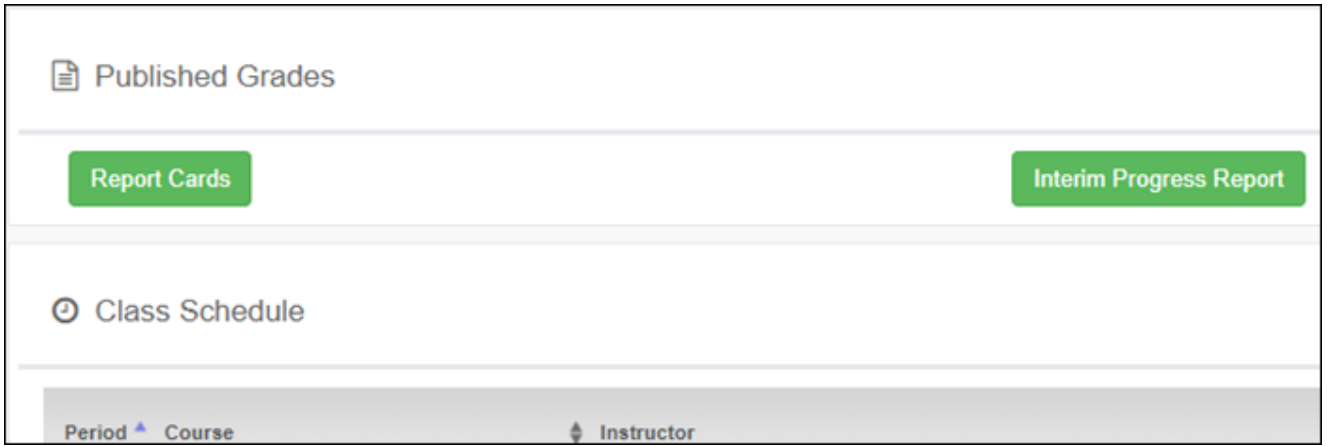 Published Grades
Report Cards Interim Progress Report
Class Schedule
Period Course Instructor